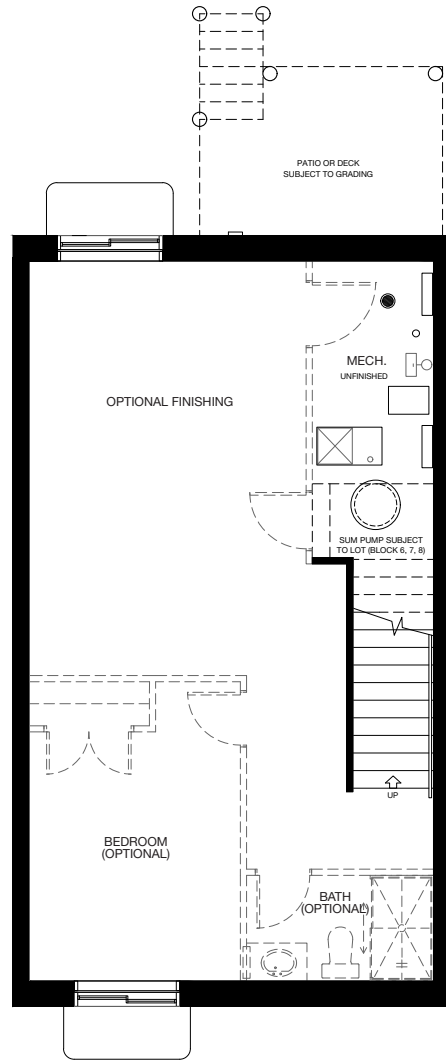 PATIO OR DECK
SUBJECT TO GRADING
MECH.
UNFINISHED
OPTIONAL FINISHING
SUM PUMP SUBJECT
TO LOT (BLOCK 6, 7, 8)
UP
BEDROOM
(OPTIONAL)
BATH
(OPTIONAL)